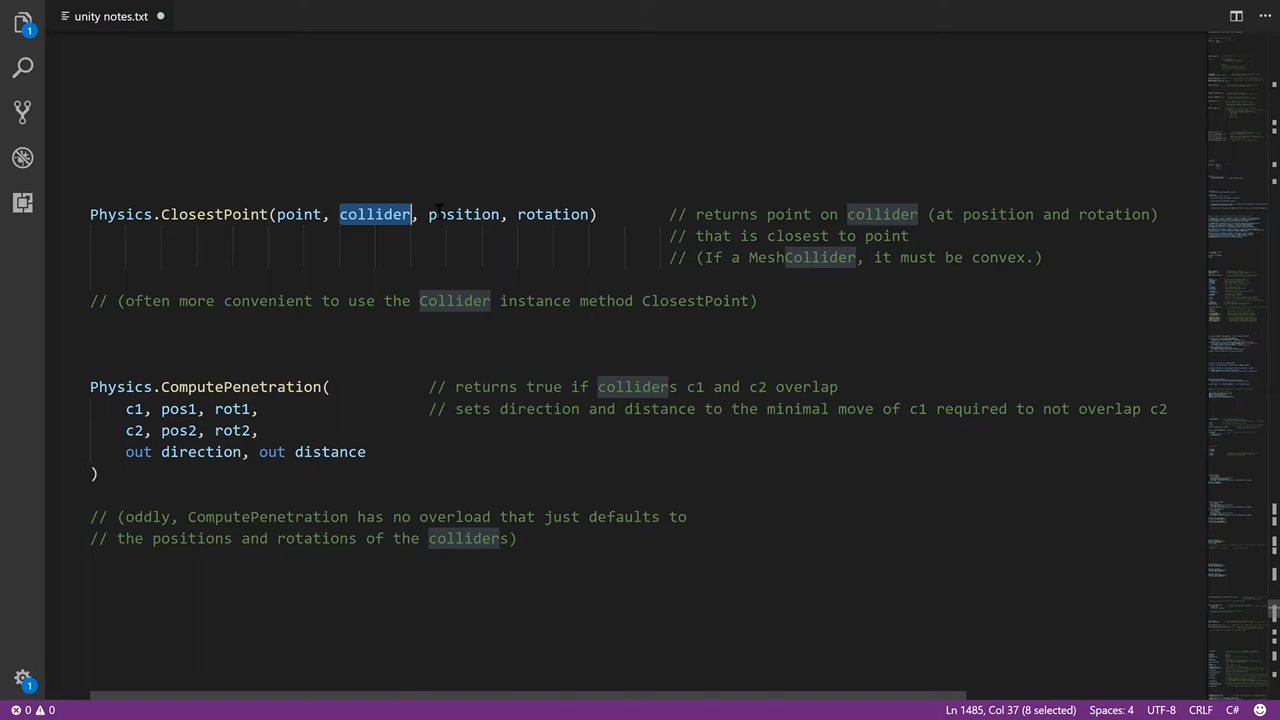 unity notes.txt
1
Physics.ClosestPoint(point, collider, position, rotation) // returns point on collider (at position and rotation)
// that is closest to point
// (If a MeshCollider, it must be convex.)
// (often more convenient to use the Collider instance method ClosestPoint)
Physics.ComputePenetration( // returns true if colliders c1 and c2 overlap
c1, pos1, rot1, // sets direction and distance to the minimal move of c1 required to not overlap c2
c2, pos2, rot2,
out direction, out distance
)
// (oddly, ComputePenetration has no overload that just defaults to
// the positions and rotations of the colliders)
1
0 0 Ln 1485, Col 37 (8 selected) Spaces: 4 UTF-8 CRLF C#